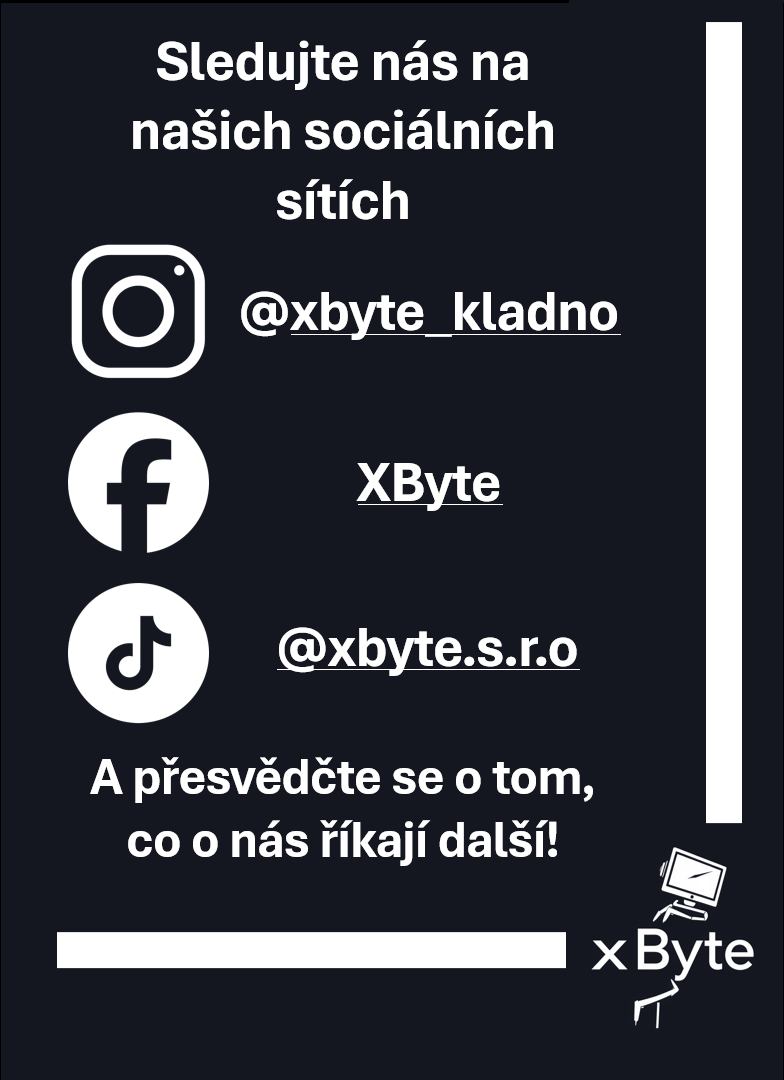 Sledujte nás na
našich sociálních
sítích
@xbyte_kladno
XByte
@xbyte.s.r.o
A přesvědčte se o tom,
co o nás říkají další!
xByte